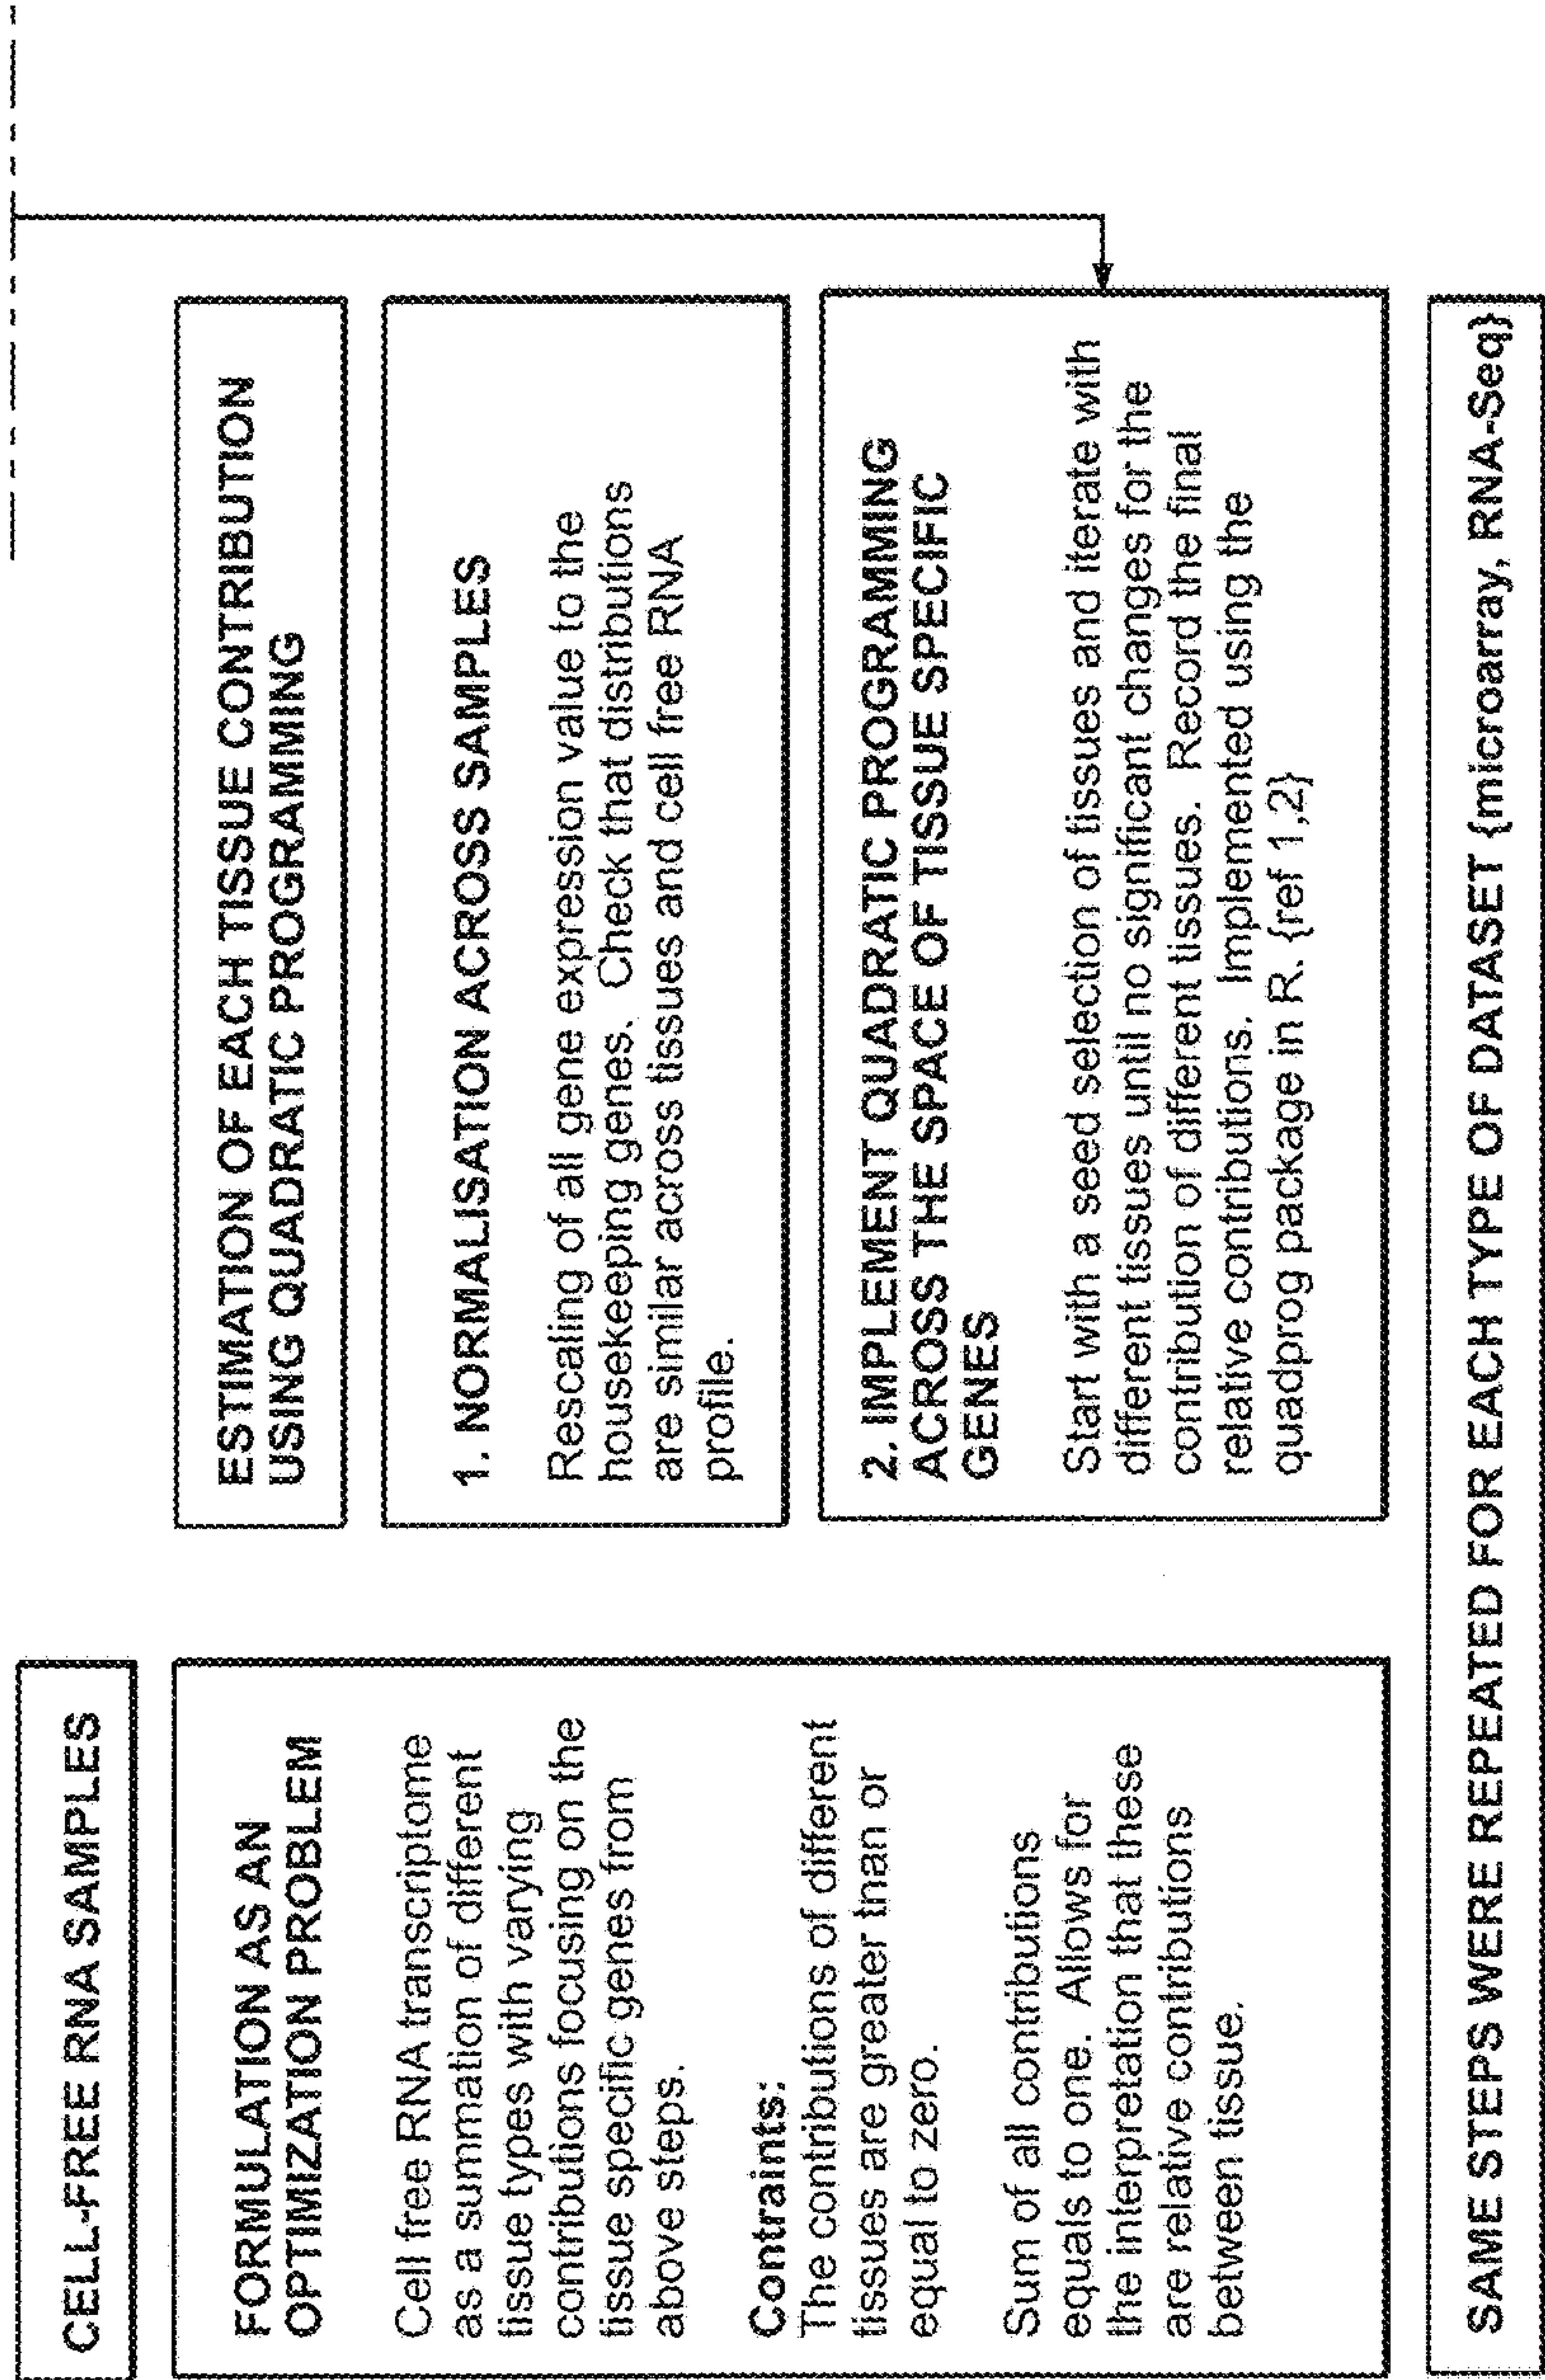 CELL-FREE RNA SAMPLES
FORMULATION AS AN
OPTIMIZATION PROBLEM
Cell free RNA transcriptome
as a summation of different
tissue types with varying
contributions focusing on the
tissue specific genes from
above steps.
Contraints:
The contributions of different
tissues are greater than or
equal to zero.
Sum of all contributions
equals to one. Allows for
the interpretation that these
are relative contributions
between tissue.
ESTIMATION OF EACH TISSUE CONTRIBUTION
USING QUADRATIC PROGRAMMING
1. NORMALISATION ACROSS SAMPLES
Rescaling of all gene expression value to the
housekeeping genes. Check that distributions
are similar across tissues and cell free RNA
profile.
2. IMPLEMENT QUADRATIC PROGRAMMING
ACROSS THE SPACE OF TISSUE SPECIFIC
GENES
Start with a seed selection of tissues and iterate with
different tissues until no significant changes for the
contribution of different tissues. Record the final
relative contributions. Implemented using the
quadprog package in R. {ref 1,2}
SAME STEPS WERE REPEATED FOR EACH TYPE OF DATASET {microarray, RNA-Seq}